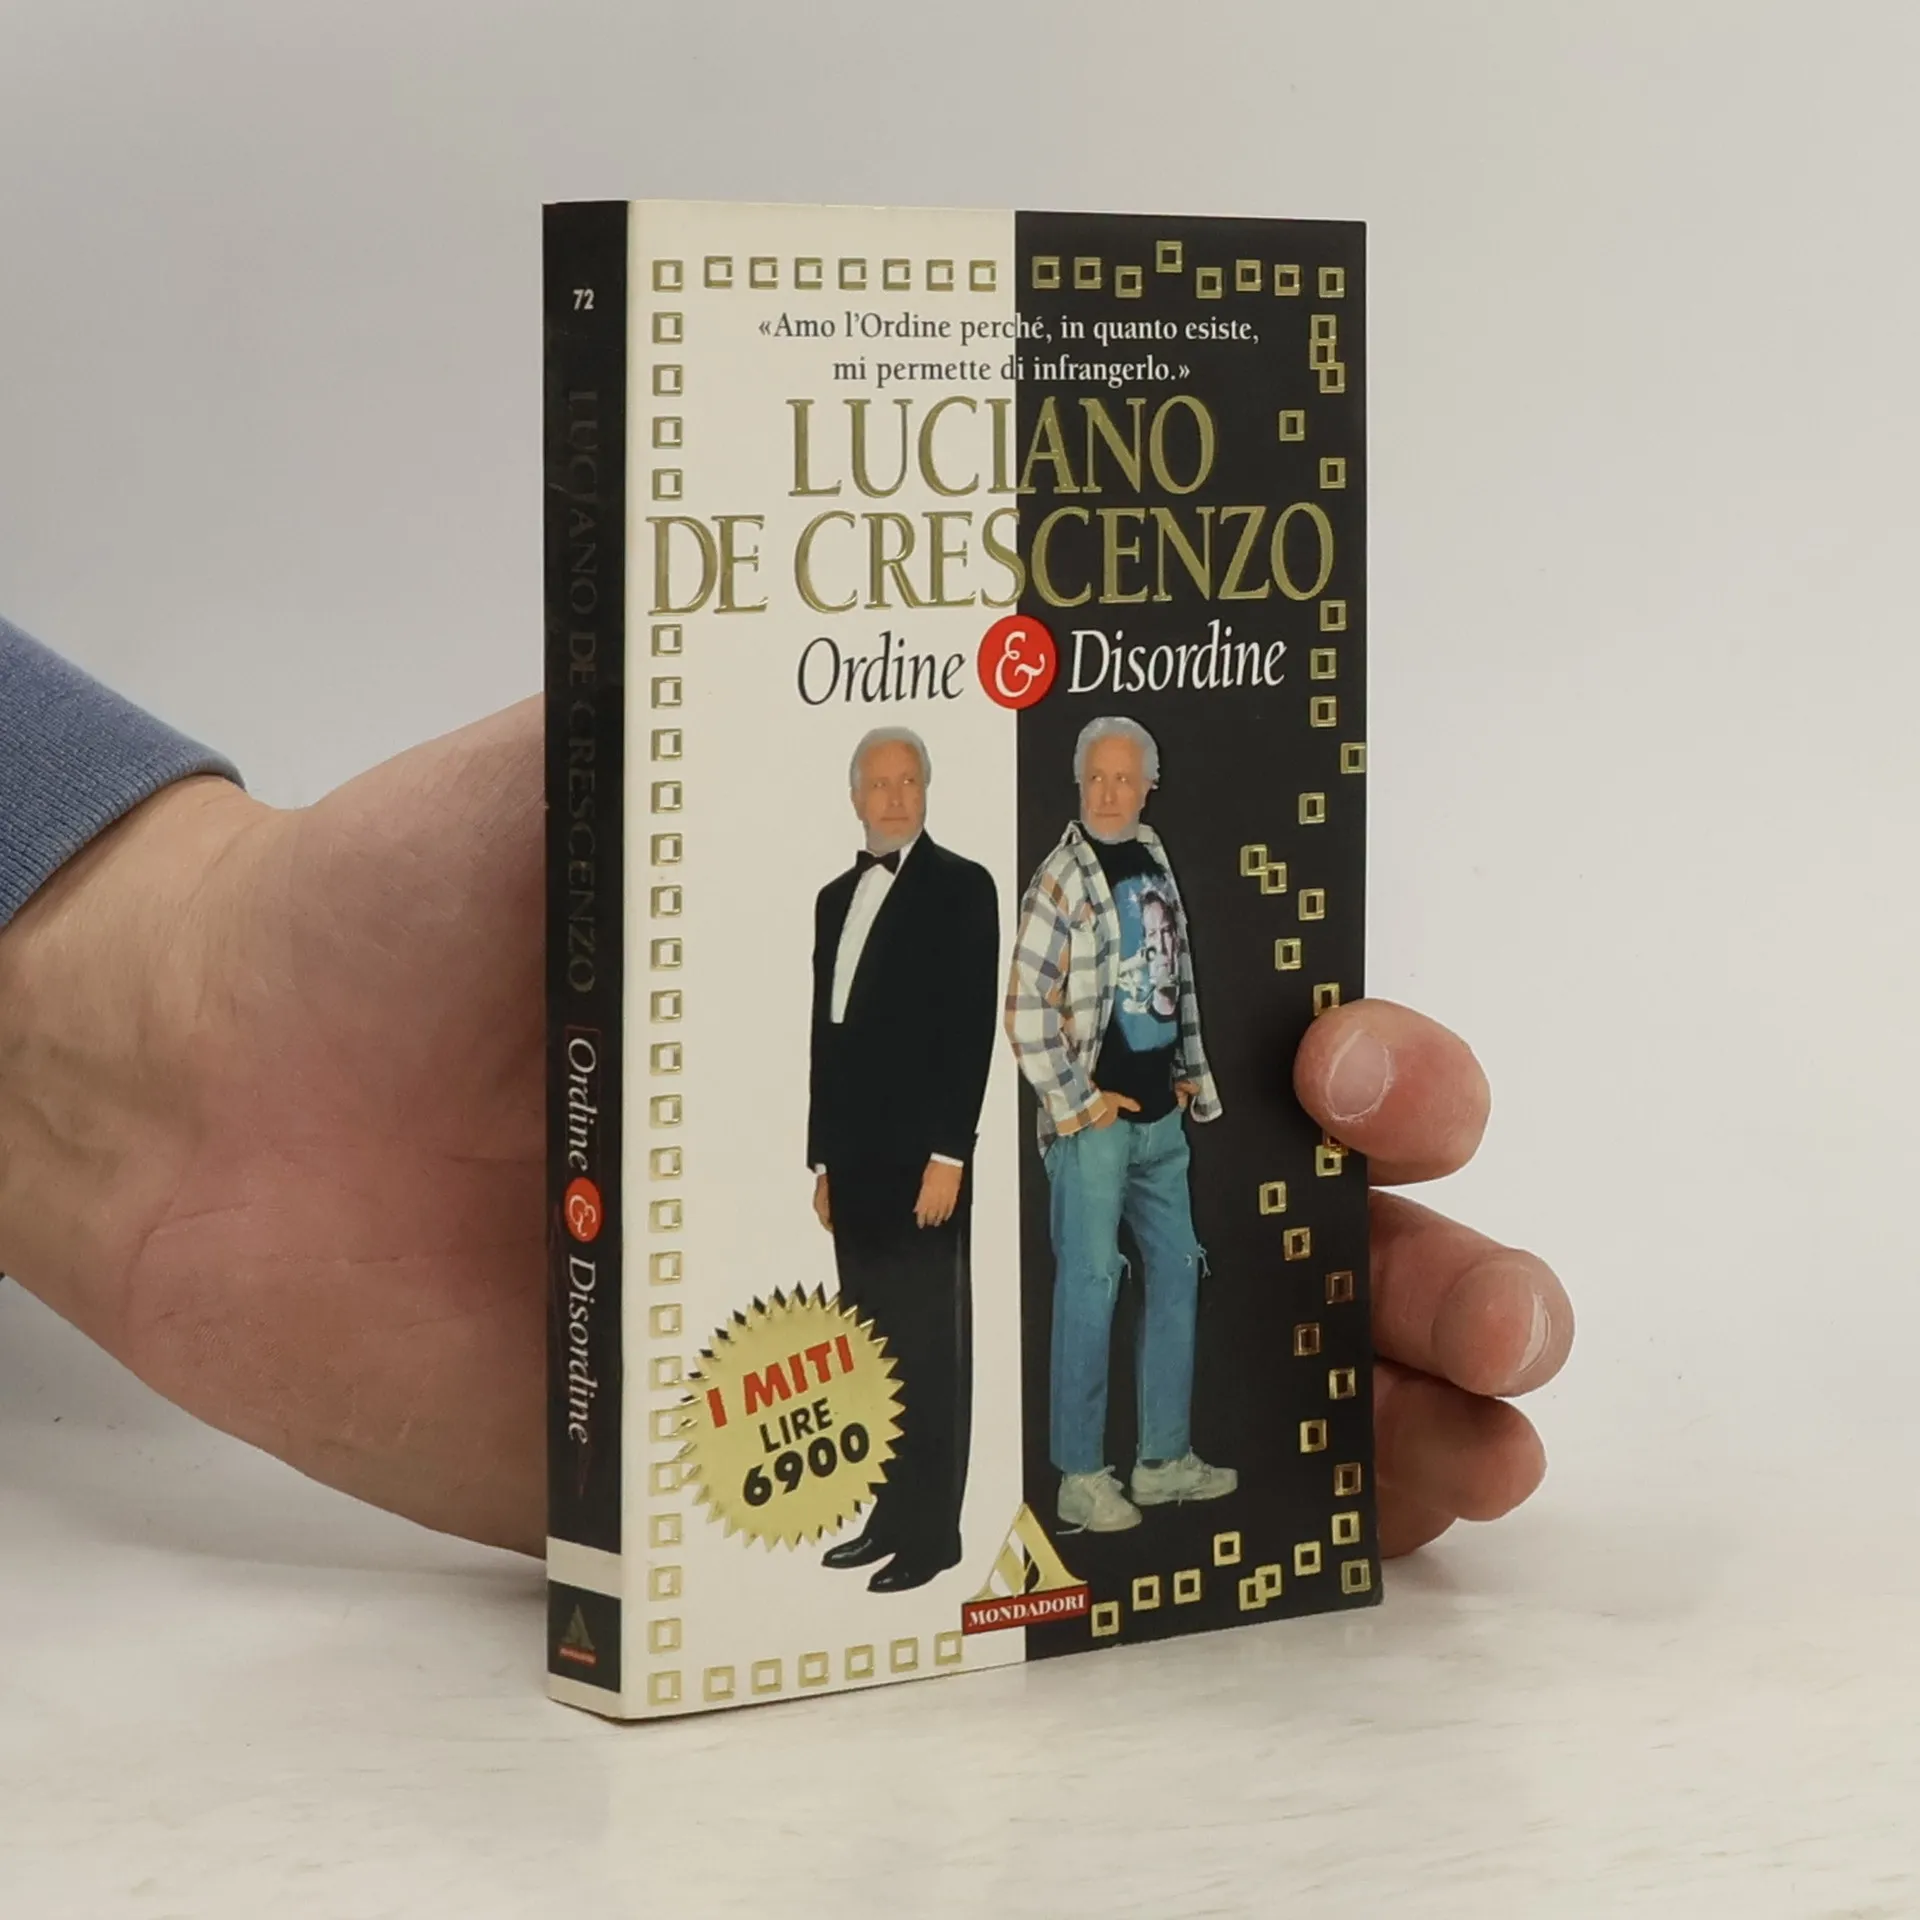 72
LUCIANO DE CRESCENZO Ordine & Disordine
MONDADORI
«Amo l'Ordine perché, in quanto esiste,
mi permette di infrangerlo.»
LUCIANO
DE CRESCENZO
Ordine & Disordine
I MITI
LIRE
6900
MONDADORI